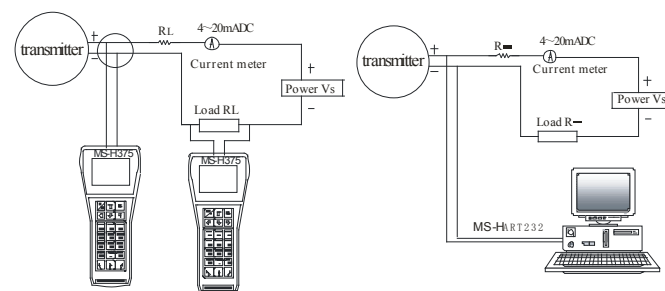 transmitter
+
−
RL
4~20mADC
A
Current meter
+
Power Vs
−
Load RL
MS-H375
MS-H375
transmitter
+
−
R
4~20mADC
A
Current meter
+
Power Vs
−
Load R
MS-HART232